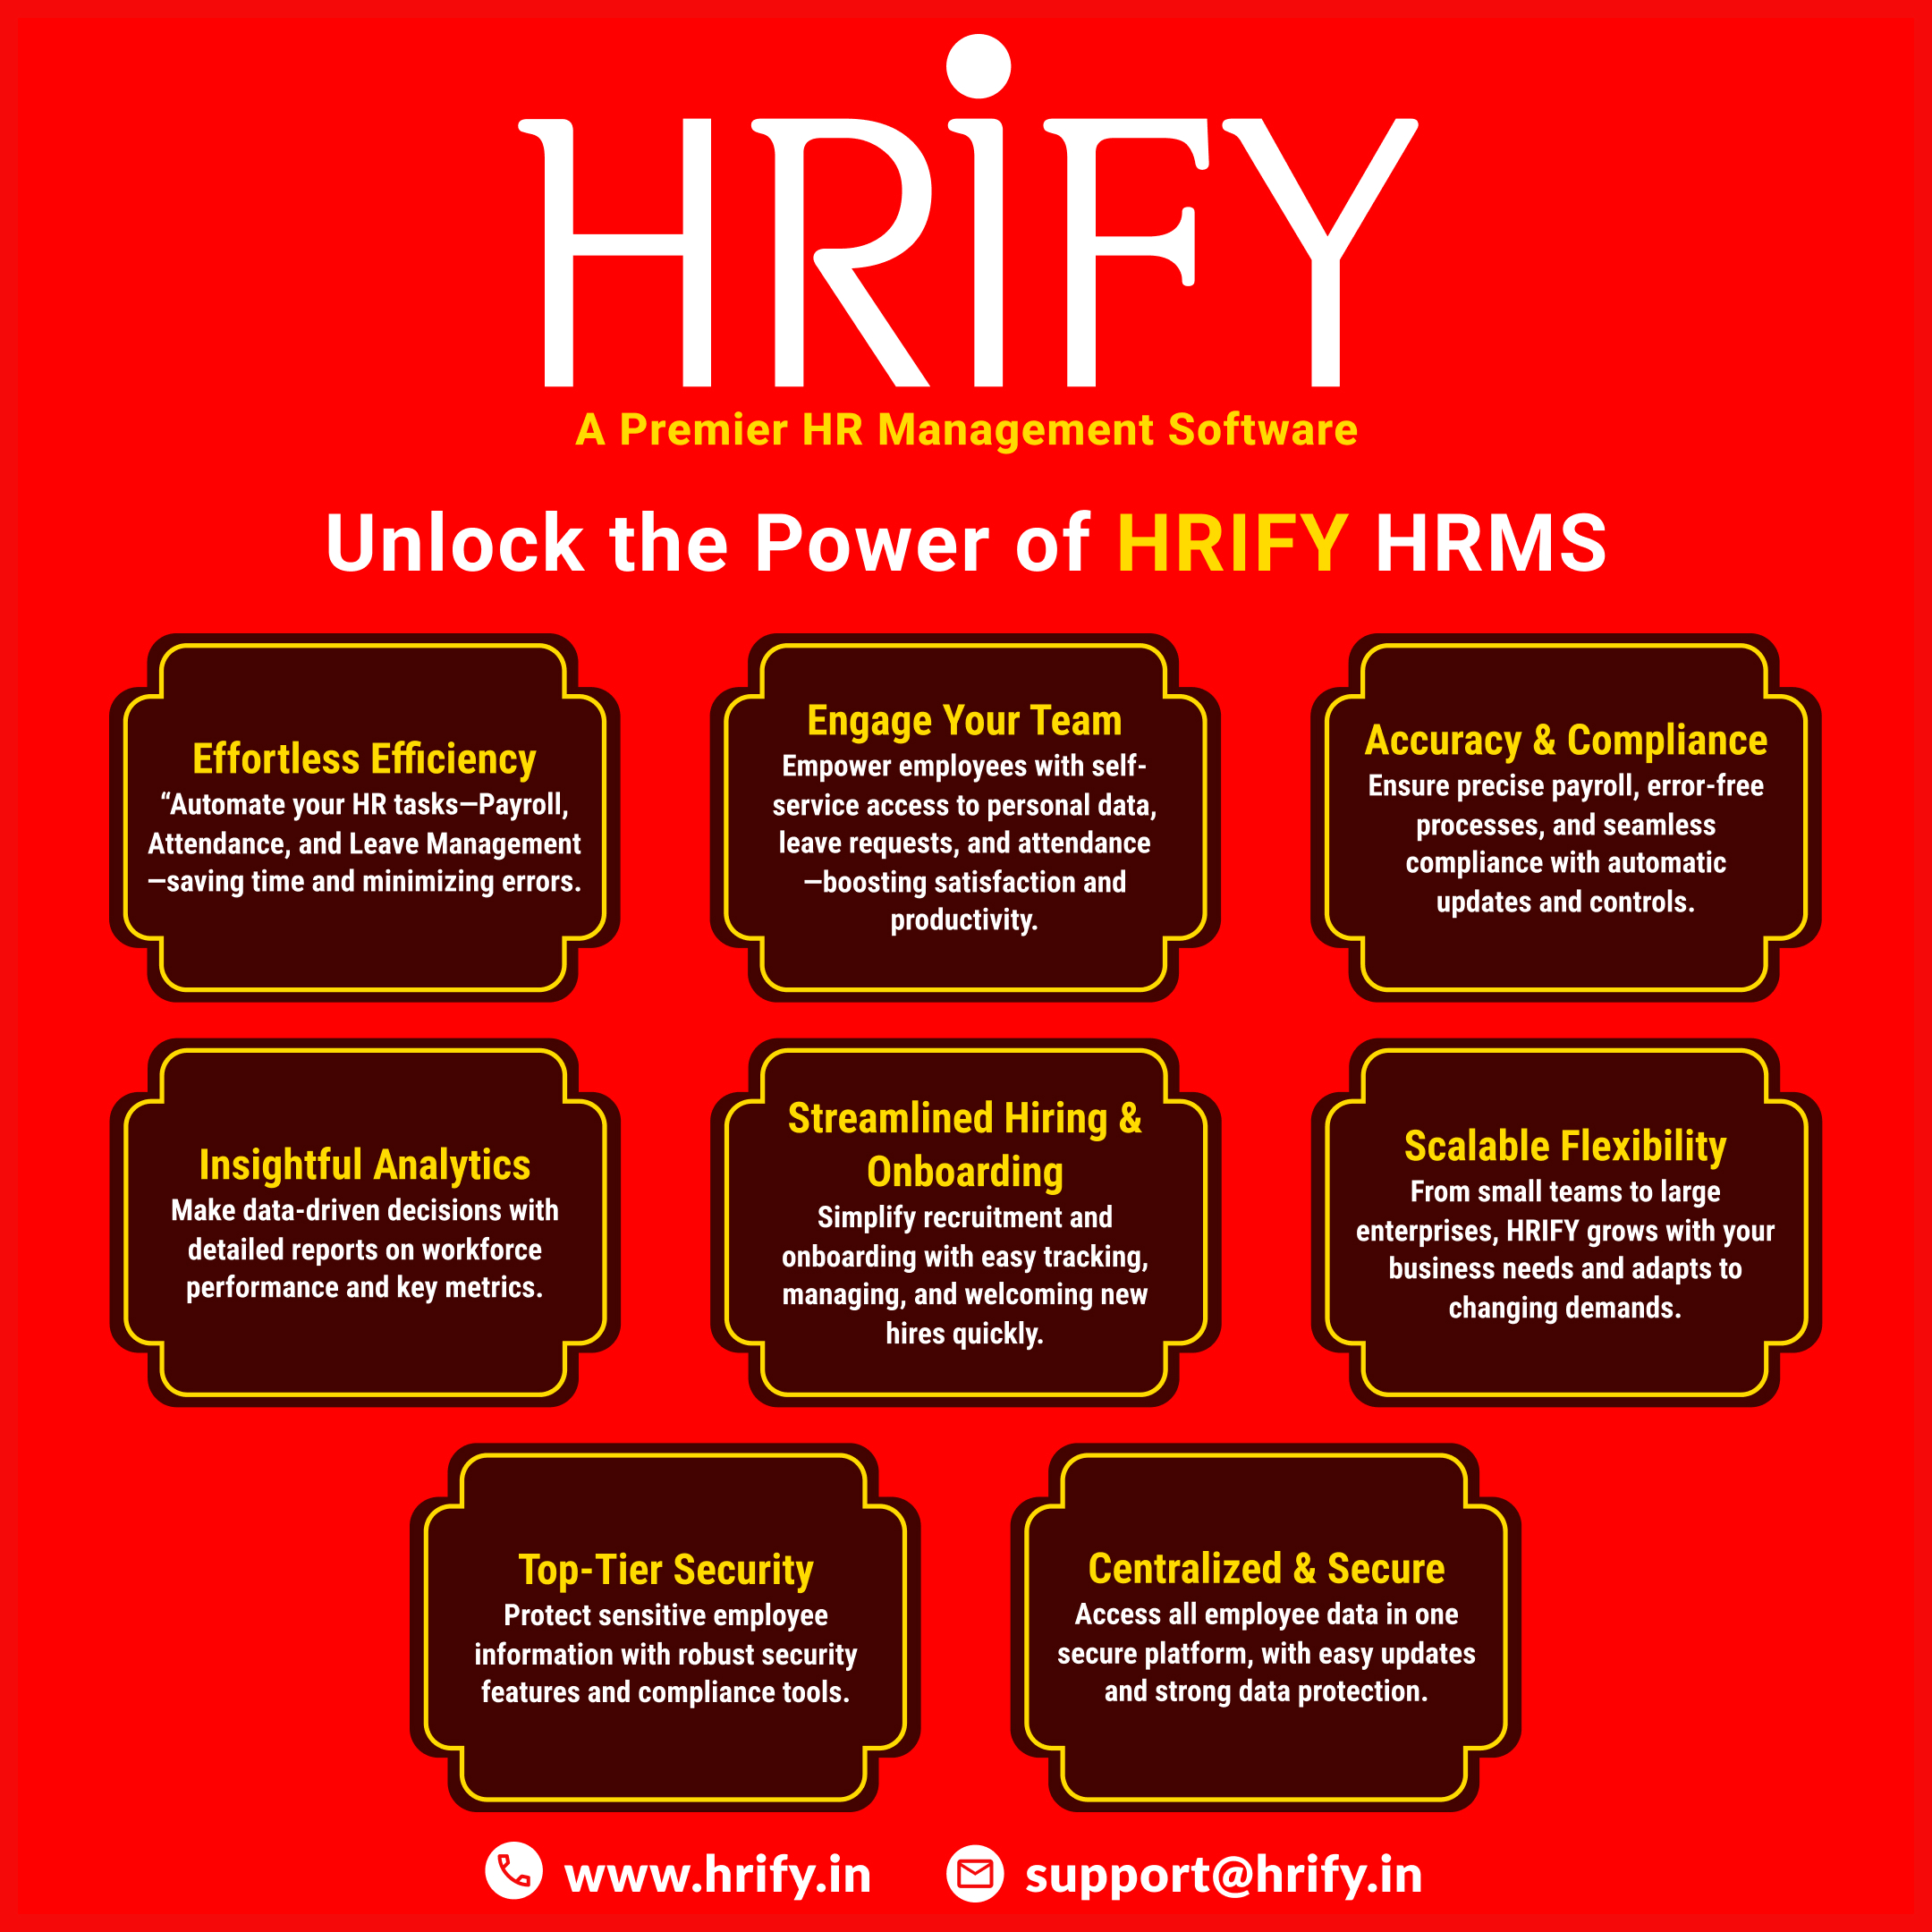 HRiFY
A Premier HR Management Software
Unlock the Power of HRIFY HRMS
Effortless Efficiency
“Automate your HR tasks—Payroll,
Attendance, and Leave Management
—saving time and minimizing errors.
Engage Your Team
Empower employees with self-
service access to personal data,
leave requests, and attendance
—boosting satisfaction and
productivity.
Accuracy & Compliance
Ensure precise payroll, error-free
processes, and seamless
compliance with automatic
updates and controls.
Insightful Analytics
Make data-driven decisions with
detailed reports on workforce
performance and key metrics.
Streamlined Hiring &
Onboarding
Simplify recruitment and
onboarding with easy tracking,
managing, and welcoming new
hires quickly.
Scalable Flexibility
From small teams to large
enterprises, HRIFY grows with your
business needs and adapts to
changing demands.
Top-Tier Security
Protect sensitive employee
information with robust security
features and compliance tools.
Centralized & Secure
Access all employee data in one
secure platform, with easy updates
and strong data protection.
www.hrify.in
support@hrify.in